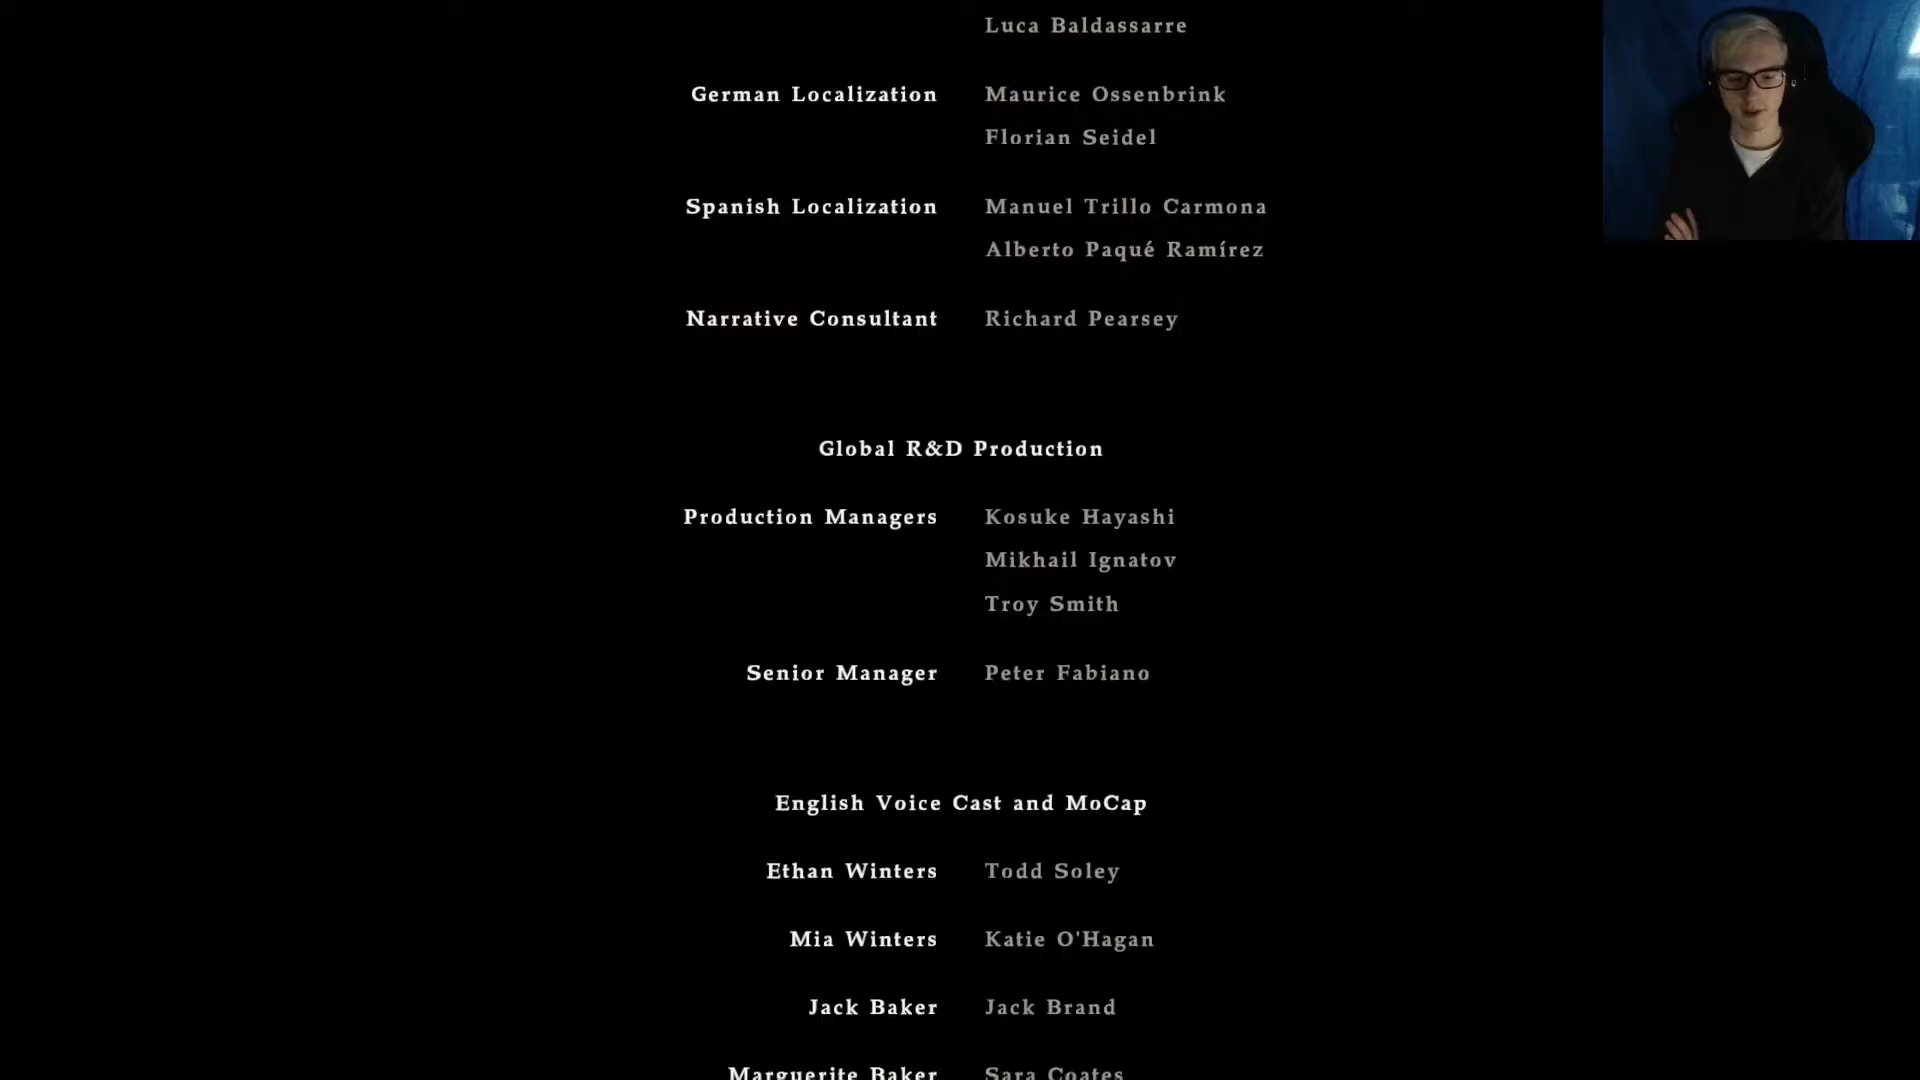 Luca Baldassarre
German Localization Maurice Ossenbrink
Florian Seidel
Spanish Localization Manuel Trillo Carmona
Alberto Paqué Ramírez
Narrative Consultant Richard Pearsey
Global R&D Production
Production Managers Kosuke Hayashi
Mikhail Ignatov
Troy Smith
Senior Manager Peter Fabiano
English Voice Cast and MoCap
Ethan Winters Todd Soley
Mia Winters Katie O'Hagan
Jack Baker Jack Brand
Marguerite Baker Sara Coates